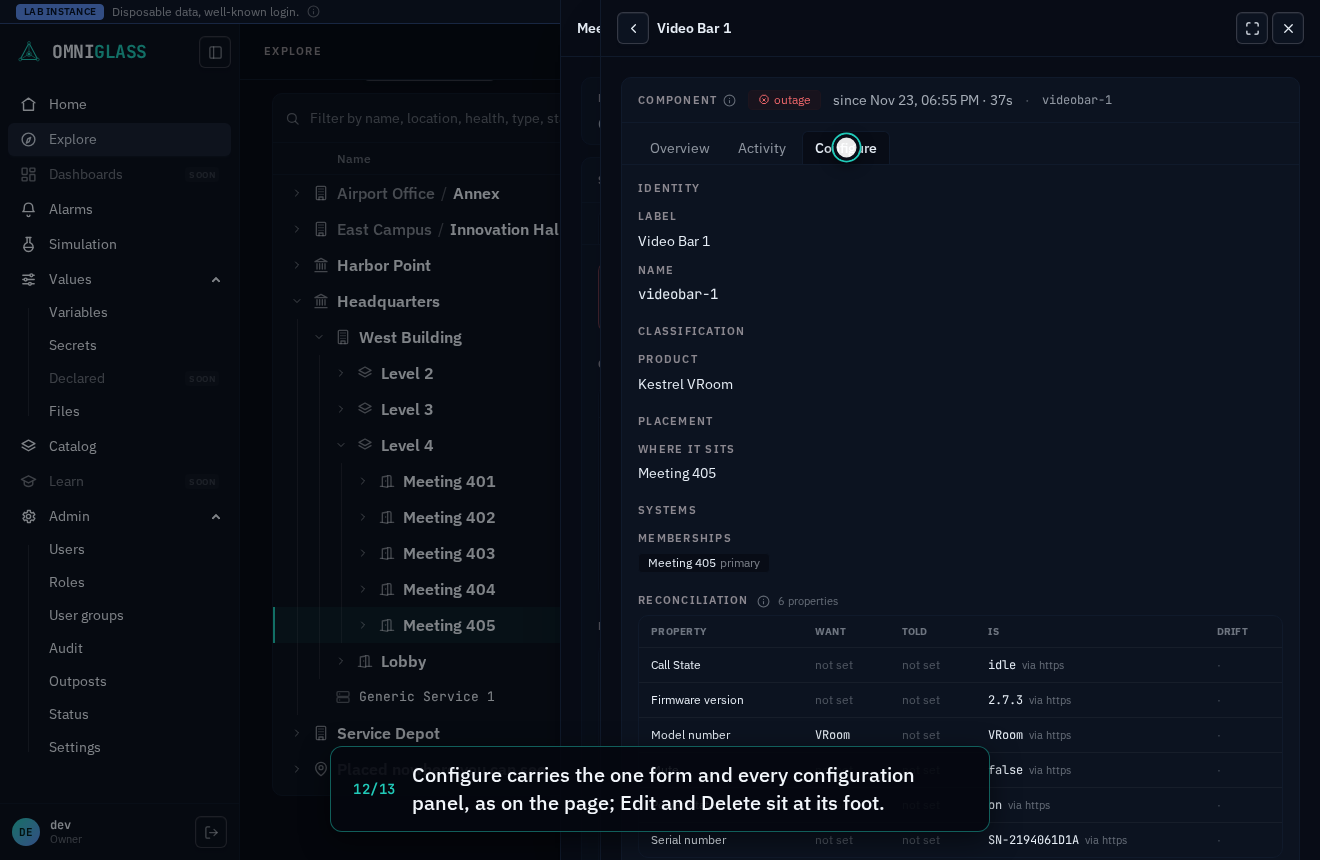 LAB INSTANCE Disposable data, well-known login.
OMNIGLASS
Home
Explore
Dashboards SOON
Alarms
Simulation
Values
Variables
Secrets
Declared SOON
Files
Catalog
Learn SOON
Admin
Users
Roles
User groups
Audit
Outposts
Status
Settings
DE dev
Owner
EXPLORE
Filter by name, location, health, type, st
Name
Airport Office / Annex
East Campus / Innovation Hal
Harbor Point
Headquarters
West Building
Level 2
Level 3
Level 4
Meeting 401
Meeting 402
Meeting 403
Meeting 404
Meeting 405
Lobby
Generic Service 1
Service Depot
Mee
Video Bar 1
COMPONENT outage since Nov 23, 06:55 PM · 37s · videobar-1
Overview Activity Configure
IDENTITY
LABEL
Video Bar 1
NAME
videobar-1
CLASSIFICATION
PRODUCT
Kestrel VRoom
PLACEMENT
WHERE IT SITS
Meeting 405
SYSTEMS
MEMBERSHIPS
Meeting 405 primary
RECONCILIATION 6 properties
PROPERTY WANT TOLD IS DRIFT
Call State not set not set idle via https -
Firmware version not set not set 2.7.3 via https -
Model number VRoom not set VRoom via https -
false via https -
on via https -
Serial number not set not set SN-2194061D1A via https -
12/13 Configure carries the one form and every configuration
panel, as on the page; Edit and Delete sit at its foot.